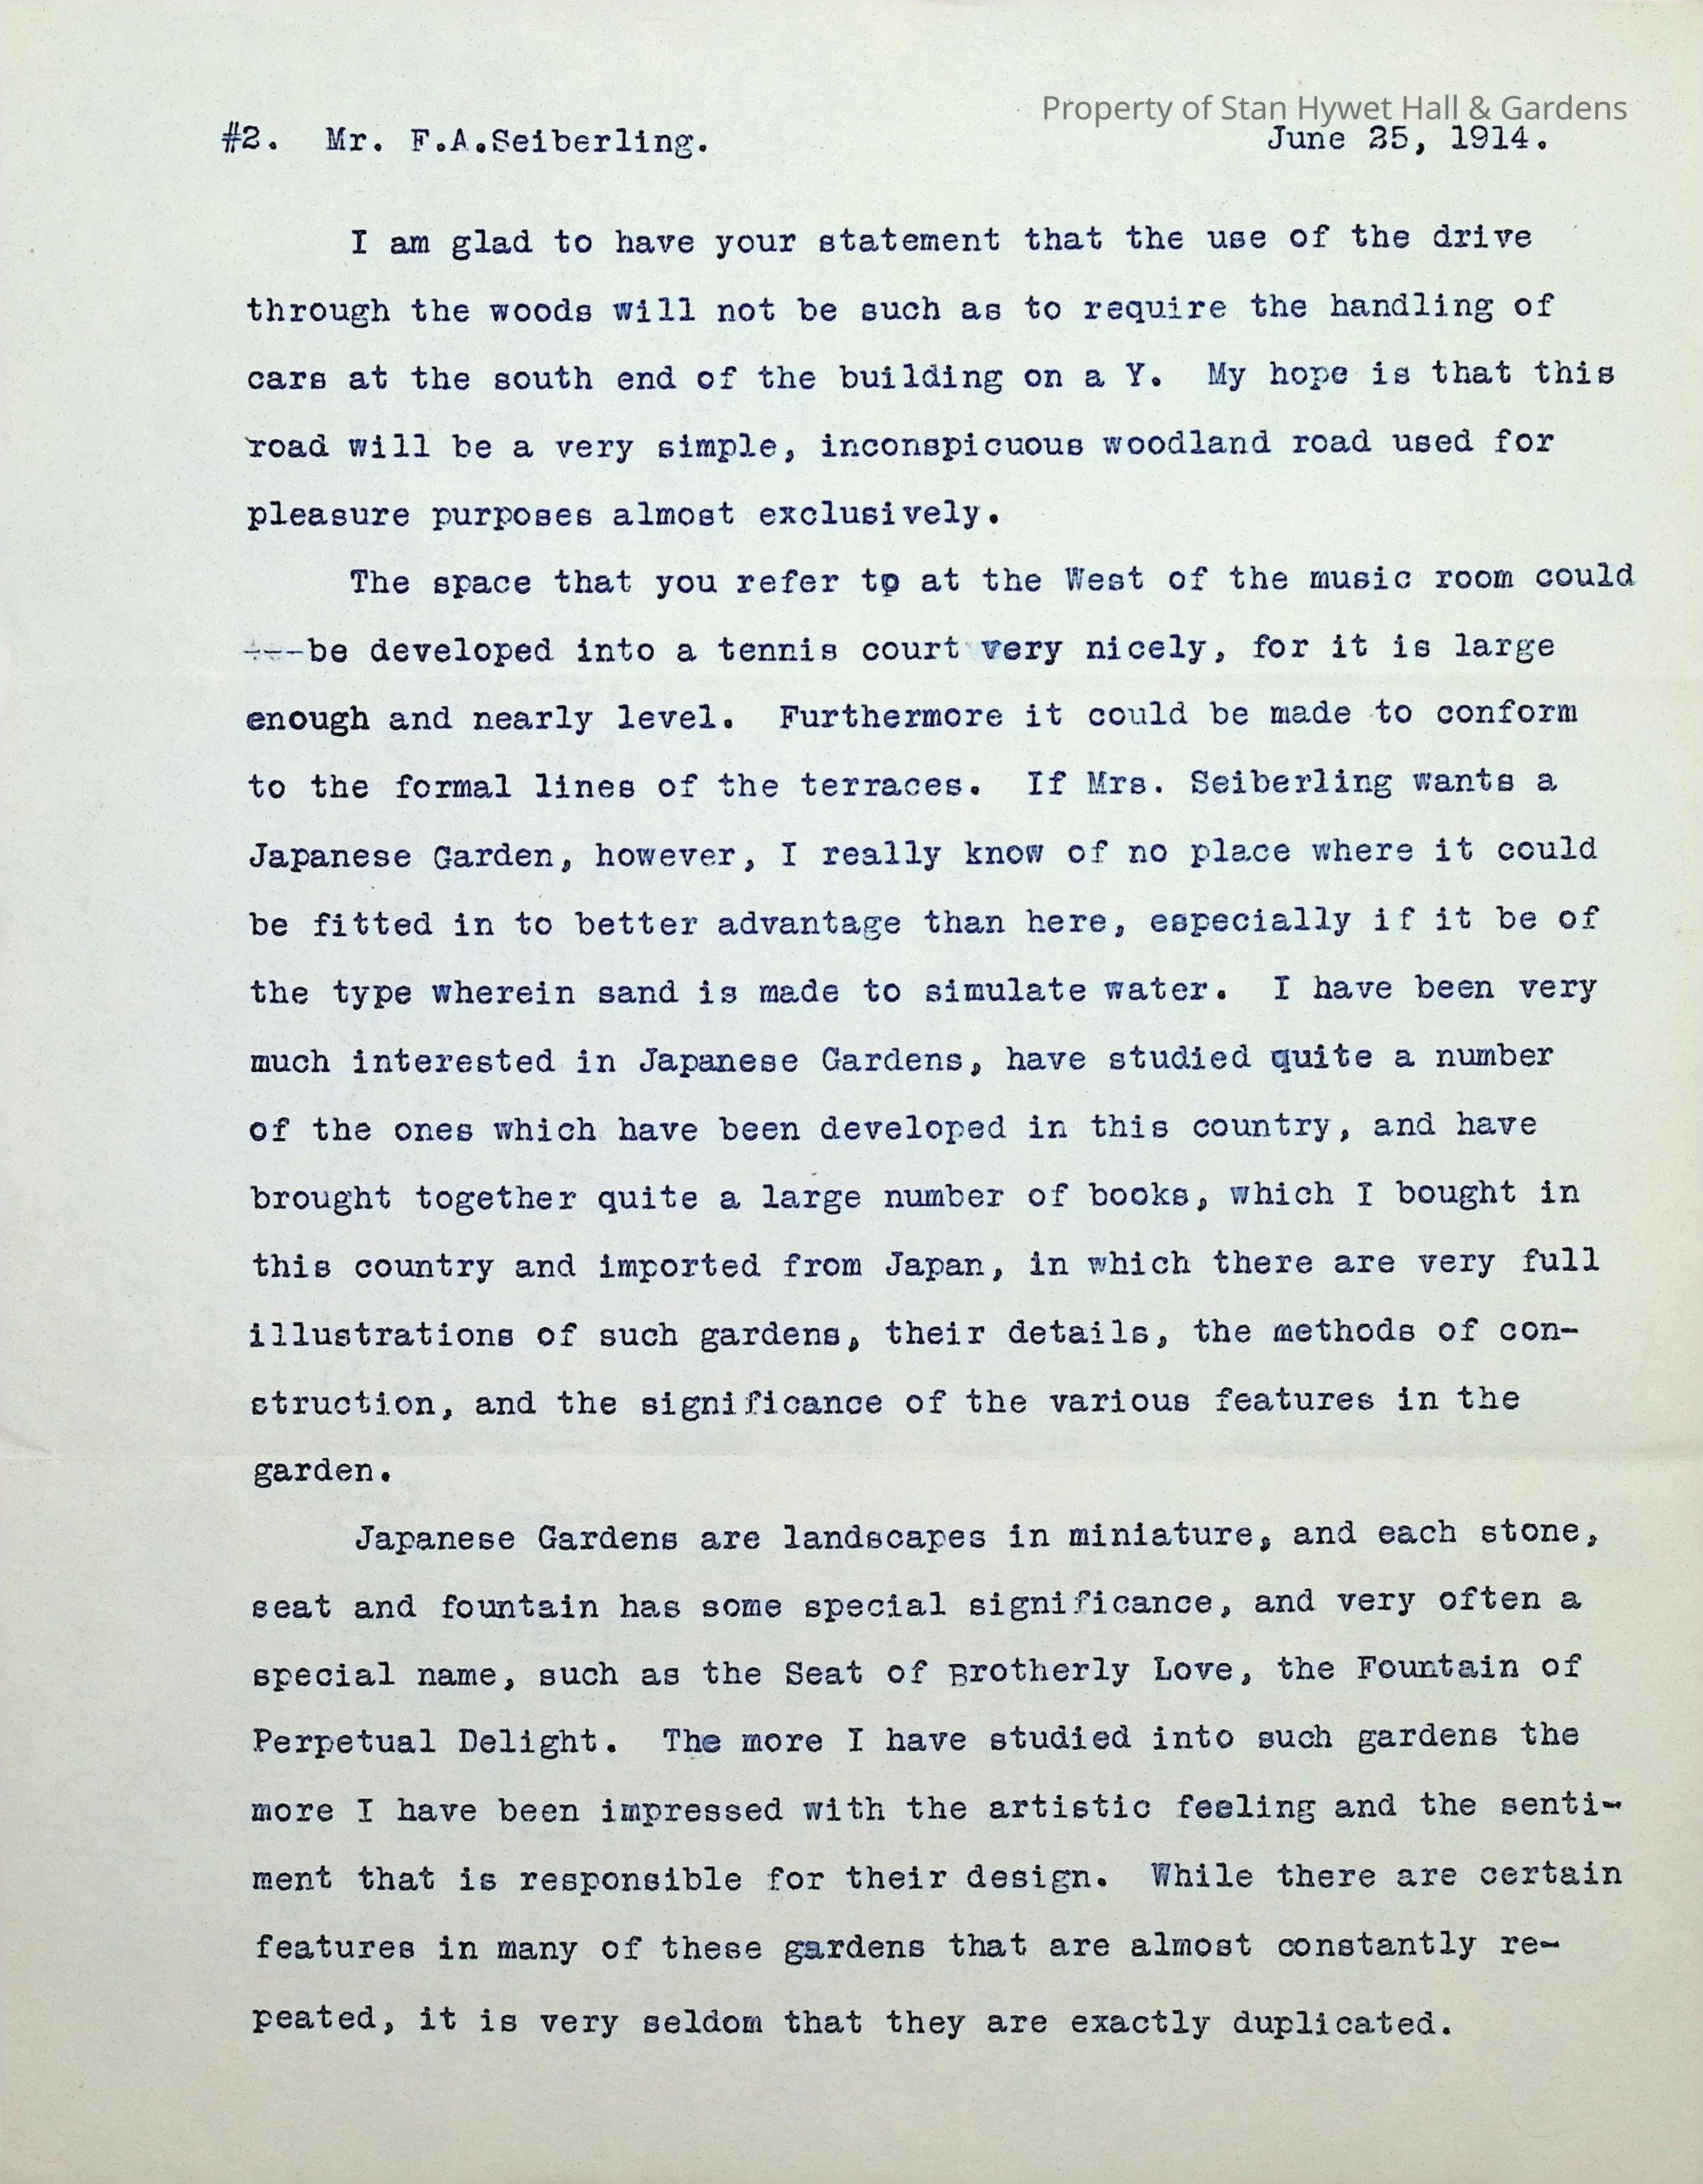 Property of Stan Hywet Hall & Gardens
#2. Mr. F.A.Seiberling. June 25, 1914.
I am glad to have your statement that the use of the drive
through the woods will not be such as to require the handling of
cars at the south end of the building on a Y. My hope is that this
road will be a very simple, inconspicuous woodland road used for
pleasure purposes almost exclusively.
The space that you refer to at the West of the music room could
be developed into a tennis court very nicely, for it is large
enough and nearly level. Furthermore it could be made to conform
to the formal lines of the terraces. If Mrs. Seiberling wants a
Japanese Garden, however, I really know of no place where it could
be fitted in to better advantage than here, especially if it be of
the type wherein sand is made to simulate water. I have been very
much interested in Japanese Gardens, have studied quite a number
of the ones which have been developed in this country, and have
brought together quite a large number of books, which I bought in
this country and imported from Japan, in which there are very full
illustrations of such gardens, their details, the methods of con-
struction, and the significance of the various features in the
garden.
Japanese Gardens are landscapes in miniature, and each stone,
seat and fountain has some special significance, and very often a
special name, such as the Seat of Brotherly Love, the Fountain of
Perpetual Delight. The more I have studied into such gardens the
more I have been impressed with the artistic feeling and the senti-
ment that is responsible for their design. While there are certain
features in many of these gardens that are almost constantly re-
peated, it is very seldom that they are exactly duplicated.